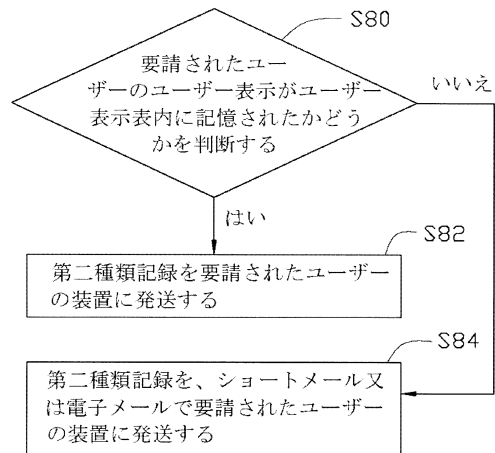 S80
要請されたユー
ザーのユーザー表示がユーザー
表示表内に記憶されたかどう
かを判断する
いいえ
はい
S82
第二種類記録を要請されたユーザー
の装置に発送する
S84
第二種類記録を、ショートメール又
は電子メールで要請されたユーザー
の装置に発送する